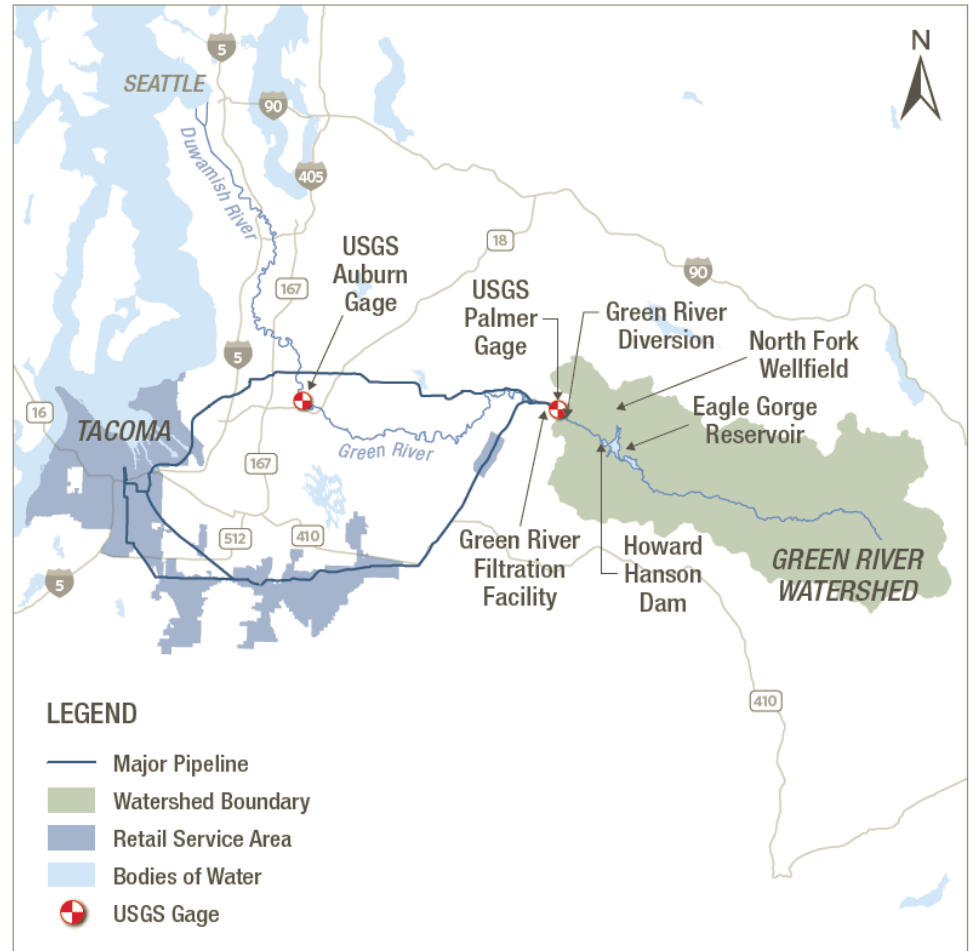 N
5
SEATTLE
90
Duwamish River
405
18
USGS
Auburn
Gage
167
USGS
Palmer
Gage
90
Green River
Diversion
North Fork
Wellfield
5
Eagle Gorge
Reservoir
16
TACOMA
Green River
167
512
410
Green River
Filtration
Facility
Howard
Hanson
Dam
GREEN RIVER
WATERSHED
5
410
LEGEND
Major Pipeline
Watershed Boundary
Retail Service Area
Bodies of Water
USGS Gage